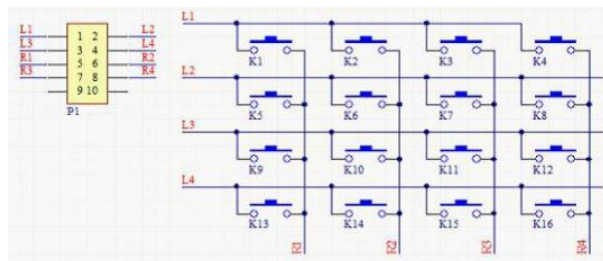 L1 1 2 L2
L3 3 4 L4
R1 5 6 R2
R3 7 8 R4
9 10
P1
L1
K1 K2 K3 K4
L2
K5 K6 K7 K8
L3
K9 K10 K11 K12
L4
K13 K14 K15 K16
R1 R2 R3 R4